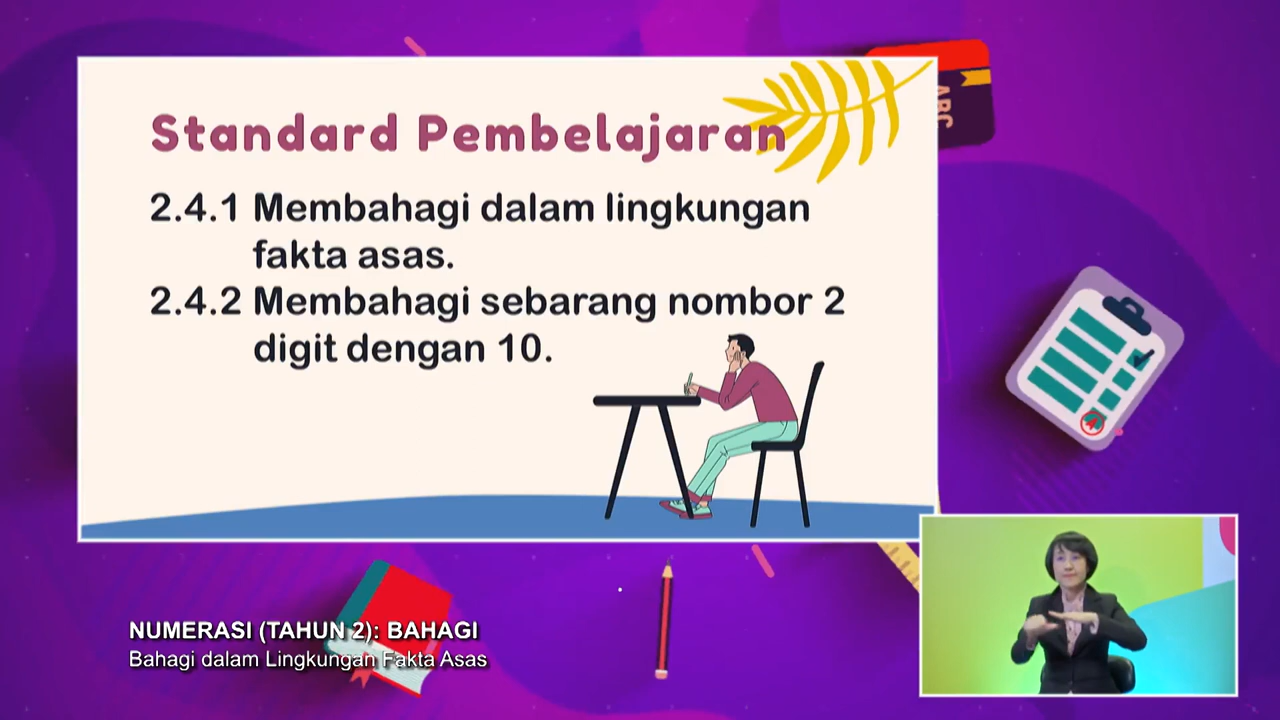 Standard Pembelajaran
ABC
2.4.1 Membahagi dalam lingkungan
fakta asas.
2.4.2 Membahagi sebarang nombor 2
digit dengan 10.
NUMERASI (TAHUN 2): BAHAGI
Bahagi dalam Lingkungan Fakta Asas